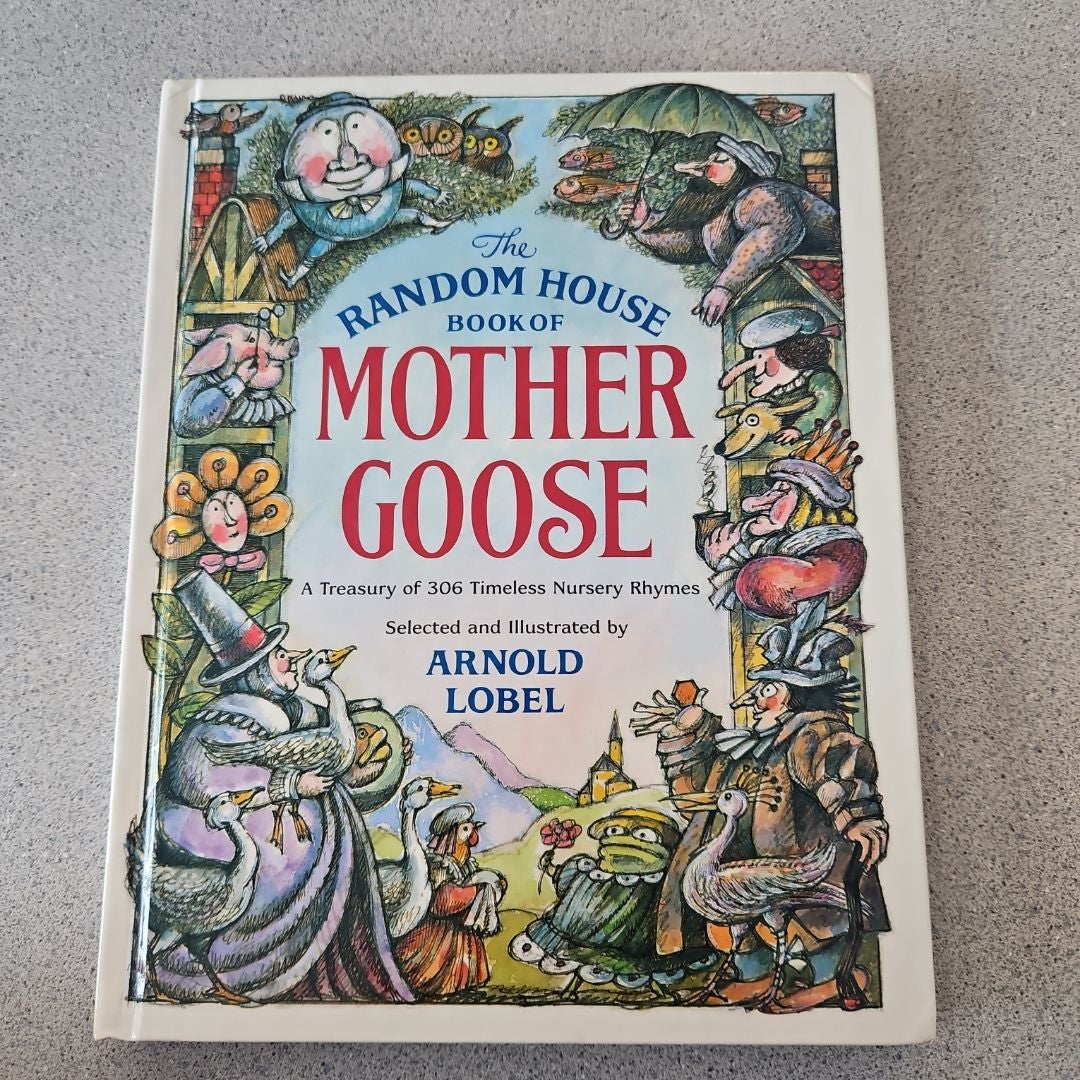 The
RANDOM HOUSE
BOOK OF
MOTHER
GOOSE
A Treasury of 306 Timeless Nursery Rhymes
Selected and Illustrated by
ARNOLD
LOBEL